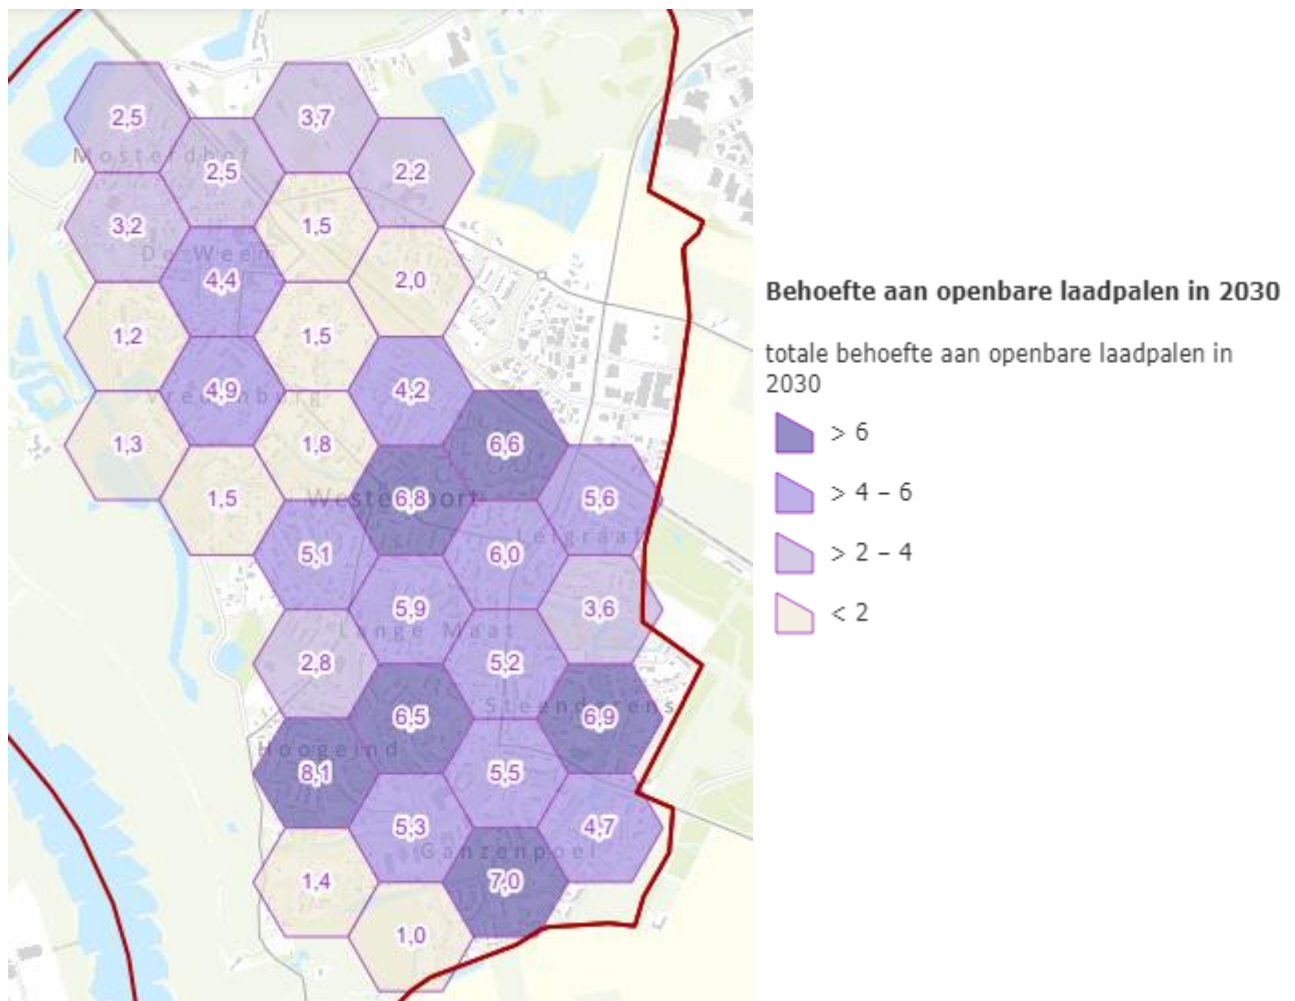 2,5
3,7
Mosterdhof
2,5
2,2
3,2
1,5
De Weem
4,4
2,0
1,2
1,5
4,9
4,2
Vredenburg
1,3
1,8
6,6
1,5
Westervoort
6,8
5,6
Leigraaf
5,1
6,0
5,9
3,6
Lange Maat
2,8
5,2
Steenderens
6,5
6,9
Hoogeind
8,1
5,5
5,3
4,7
Ganzenpoel
1,4
7,0
1,0
Behoefte aan openbare laadpalen in 2030
totale behoefte aan openbare laadpalen in
2030
> 6
> 4 – 6
> 2 – 4
< 2